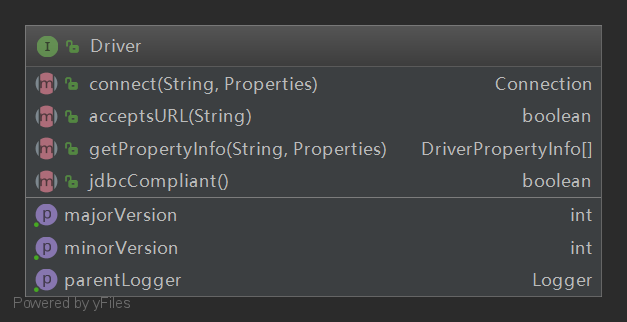 I Driver
m connect(String, Properties) Connection
m acceptsURL(String) boolean
m getPropertyInfo(String, Properties) DriverPropertyInfo[]
m jdbcCompliant() boolean
p majorVersion int
p minorVersion int
p parentLogger Logger
Powered by yFiles